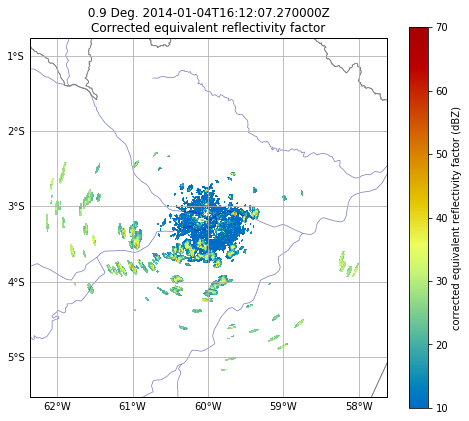 0.9 Deg. 2014-01-04T16:12:07.270000Z
Corrected equivalent reflectivity factor
1°S
2°S
3°S
4°S
5°S
62°W 61°W 60°W 59°W 58°W
70
60
50
40
30
20
10
corrected equivalent reflectivity factor (dBZ)